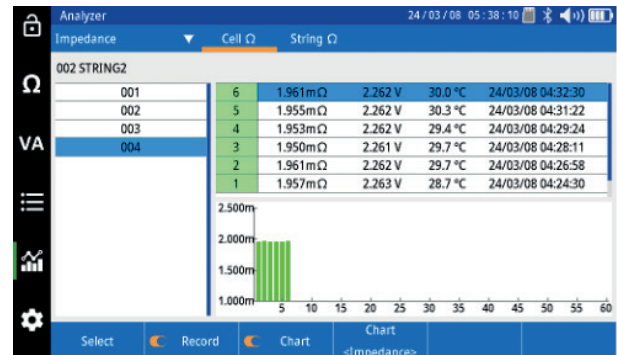 Analyzer 24/03/08 05:38:10
Impedance ▼ Cell Ω String Ω
002 STRING2
Ω
VA
001
002
003
004
6 1.961mΩ 2.262 V 30.0 °C 24/03/08 04:32:30
5 1.955mΩ 2.262 V 30.3 °C 24/03/08 04:31:22
4 1.953mΩ 2.262 V 29.4 °C 24/03/08 04:29:24
3 1.950mΩ 2.261 V 29.7 °C 24/03/08 04:28:11
2 1.961mΩ 2.262 V 29.7 °C 24/03/08 04:26:58
1 1.957mΩ 2.263 V 28.7 °C 24/03/08 04:24:30
2.500m
2.000m
1.500m
1.000m
5 10 15 20 25 30 35 40 45 50 55 60
Select Record Chart Chart
<Impedance>